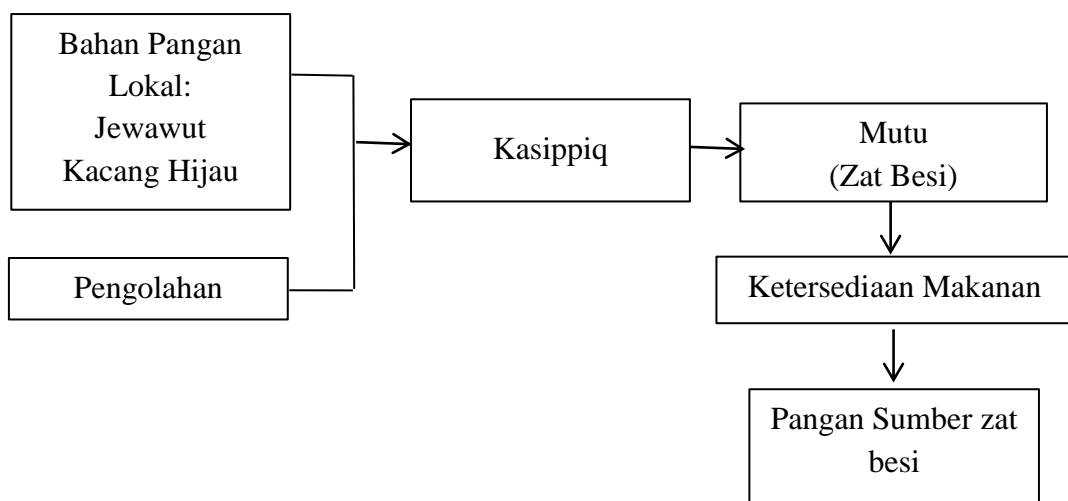 Bahan Pangan
Lokal:
Jewawut
Kacang Hijau
Pengolahan
Kasippiq
Mutu
(Zat Besi)
Ketersediaan Makanan
Pangan Sumber zat
besi